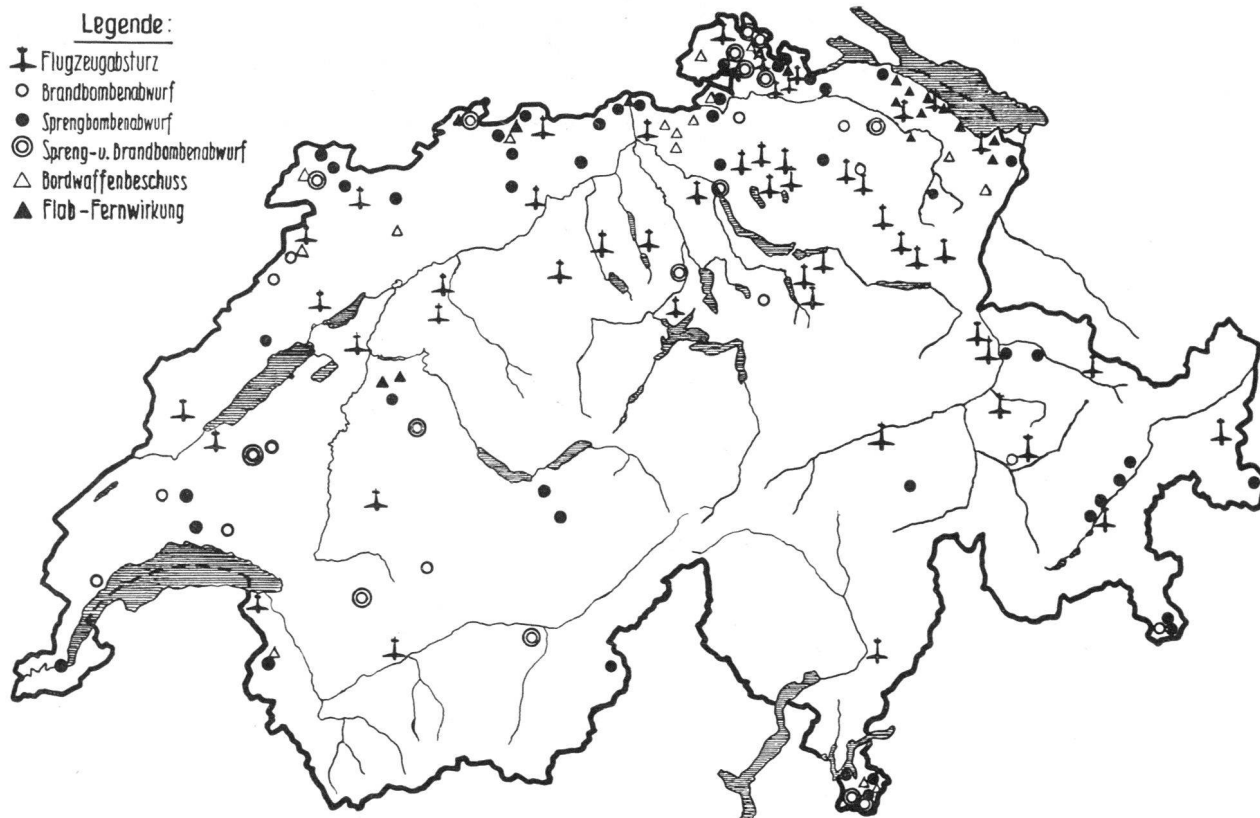 Legende:
Flugzeugabsturz
Brandbombenabwurf
Sprengbombenabwurf
Spreng-u. Brandbombenabwurf
Bordwaffenbeschuss
Flab-Fernwirkung